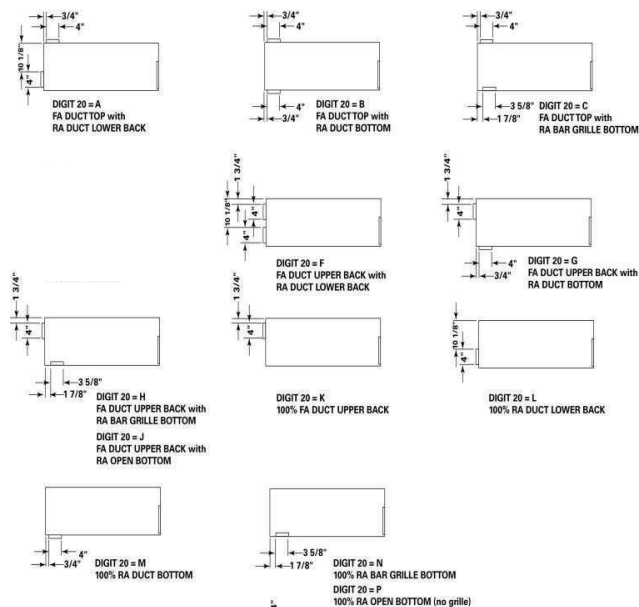 3/4"
4"
10 1/8"
4"
DIGIT 20 = A
FA DUCT TOP with
RA DUCT LOWER BACK
3/4"
4"
4"
3/4"
DIGIT 20 = B
FA DUCT TOP with
RA DUCT BOTTOM
3/4"
4"
3 5/8"
1 7/8"
DIGIT 20 = C
FA DUCT TOP with
RA BAR GRILLE BOTTOM
1 3/4"
10 1/8"
4"
4"
DIGIT 20 = F
FA DUCT UPPER BACK with
RA DUCT LOWER BACK
1 3/4"
4"
4"
3/4"
DIGIT 20 = G
FA DUCT UPPER BACK with
RA DUCT BOTTOM
1 3/4"
4"
3 5/8"
1 7/8"
DIGIT 20 = H
FA DUCT UPPER BACK with
RA BAR GRILLE BOTTOM
DIGIT 20 = J
FA DUCT UPPER BACK with
RA OPEN BOTTOM
1 3/4"
4"
DIGIT 20 = K
100% FA DUCT UPPER BACK
10 1/8"
4"
DIGIT 20 = L
100% RA DUCT LOWER BACK
4"
3/4"
DIGIT 20 = M
100% RA DUCT BOTTOM
3 5/8"
1 7/8"
DIGIT 20 = N
100% RA BAR GRILLE BOTTOM
DIGIT 20 = P
100% RA OPEN BOTTOM (no grille)